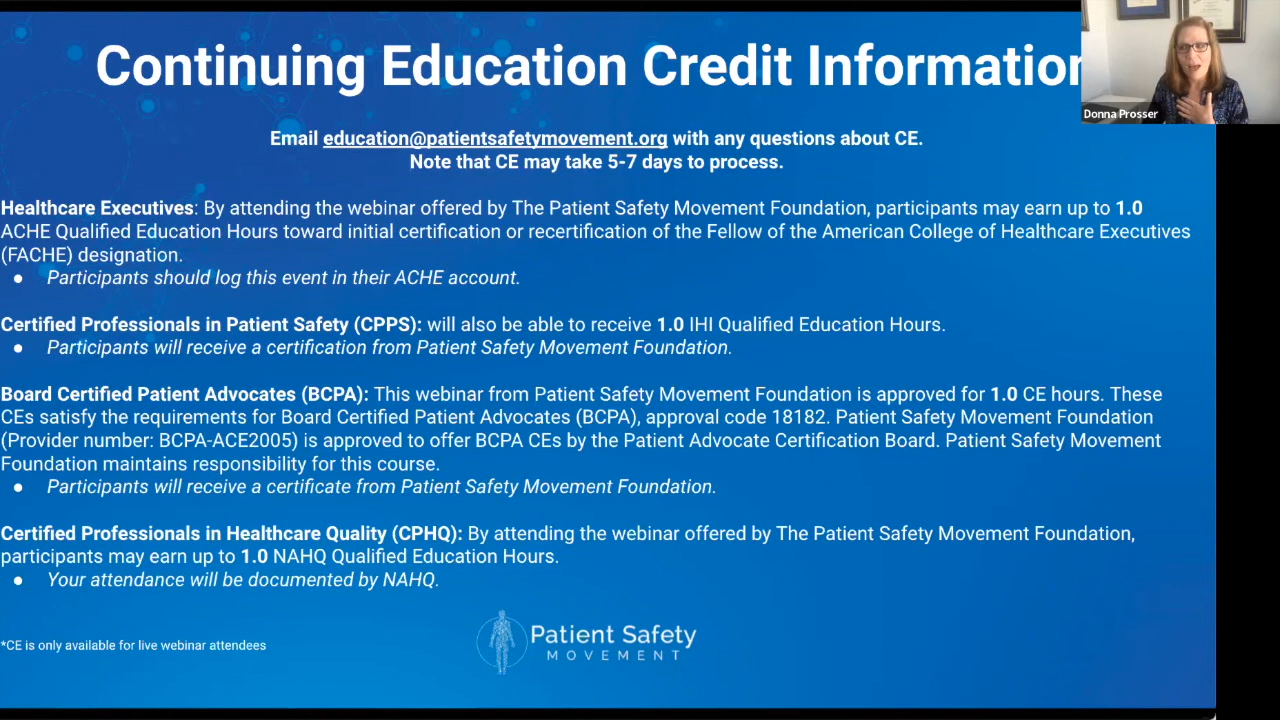 Continuing Education Credit Information
Donna Prosser
Email education@patientsafetymovement.org with any questions about CE.
Note that CE may take 5-7 days to process.
Healthcare Executives: By attending the webinar offered by The Patient Safety Movement Foundation, participants may earn up to 1.0
ACHE Qualified Education Hours toward initial certification or recertification of the Fellow of the American College of Healthcare Executives
(FACHE) designation.
● Participants should log this event in their ACHE account.
Certified Professionals in Patient Safety (CPPS): will also be able to receive 1.0 IHI Qualified Education Hours.
● Participants will receive a certification from Patient Safety Movement Foundation.
Board Certified Patient Advocates (BCPA): This webinar from Patient Safety Movement Foundation is approved for 1.0 CE hours. These
CEs satisfy the requirements for Board Certified Patient Advocates (BCPA), approval code 18182. Patient Safety Movement Foundation
(Provider number: BCPA-ACE2005) is approved to offer BCPA CEs by the Patient Advocate Certification Board. Patient Safety Movement
Foundation maintains responsibility for this course.
● Participants will receive a certificate from Patient Safety Movement Foundation.
Certified Professionals in Healthcare Quality (CPHQ): By attending the webinar offered by The Patient Safety Movement Foundation,
participants may earn up to 1.0 NAHQ Qualified Education Hours.
● Your attendance will be documented by NAHQ.
*CE is only available for live webinar attendees
Patient Safety
MOVEMENT